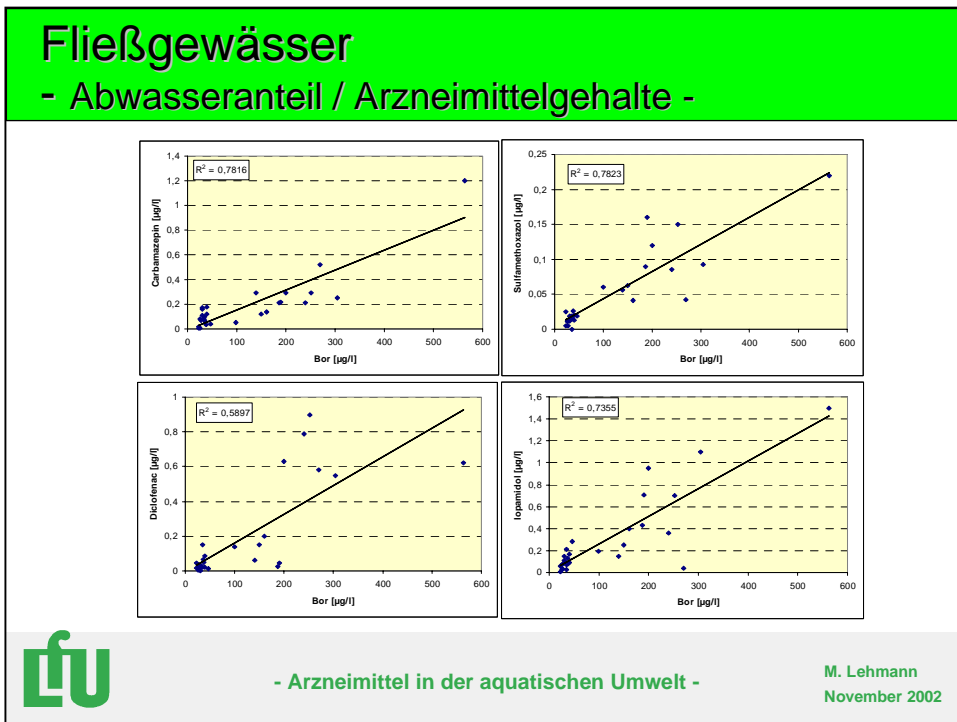 Fließgewässer
- Abwasseranteil / Arzneimittelgehalte -
Carbamazepin [µg/l]
R² = 0,7816
1,4
1,2
1
0,8
0,6
0,4
0,2
0
0 100 200 300 400 500 600
Bor [µg/l]
Sulfamethoxazol [µg/l]
R² = 0,7823
0,25
0,2
0,15
0,1
0,05
0
0 100 200 300 400 500 600
Bor [µg/l]
Diclofenac [µg/l]
R² = 0,5897
1
0,8
0,6
0,4
0,2
0
0 100 200 300 400 500 600
Bor [µg/l]
Iopamidol [µg/l]
R² = 0,7355
1,6
1,4
1,2
1
0,8
0,6
0,4
0,2
0
0 100 200 300 400 500 600
Bor [µg/l]
LfU
- Arzneimittel in der aquatischen Umwelt -
M. Lehmann
November 2002